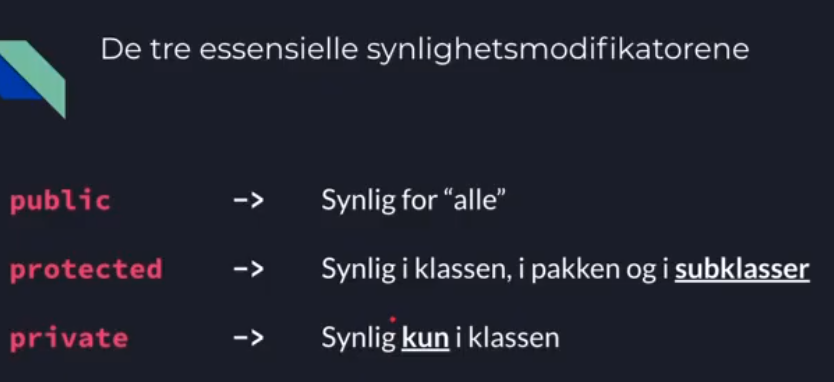 De tre essensielle synlighetsmodifikatorene
public -> Synlig for “alle”
protected -> Synlig i klassen, i pakken og i subklasser
private -> Synlig kun i klassen